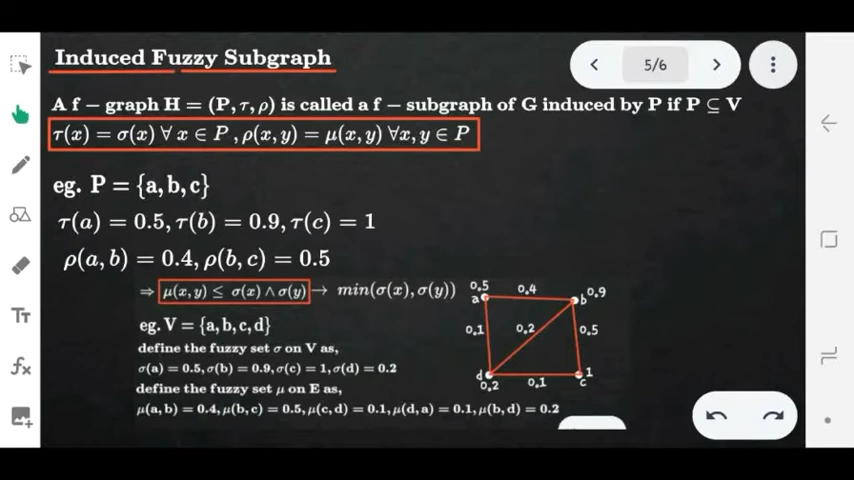 Induced Fuzzy Subgraph
5/6
A f – graph H = (P, τ, ρ) is called a f – subgraph of G induced by P if P ⊆ V
τ(x) = σ(x) ∀ x ∈ P , ρ(x, y) = μ(x, y) ∀x, y ∈ P
eg. P = {a, b, c}
τ(a) = 0.5, τ(b) = 0.9, τ(c) = 1
ρ(a, b) = 0.4, ρ(b, c) = 0.5
⇒ μ(x, y) ≤ σ(x) ∧ σ(y) → min(σ(x), σ(y))
eg. V = {a, b, c, d}
define the fuzzy set σ on V as,
σ(a) = 0.5, σ(b) = 0.9, σ(c) = 1, σ(d) = 0.2
define the fuzzy set μ on E as,
μ(a, b) = 0.4, μ(b, c) = 0.5, μ(c, d) = 0.1, μ(d, a) = 0.1, μ(b, d) = 0.2
0.5
a
0.4
b 0.9
0.1
0.2
0.5
d
0.2
0.1
1
c
Tт
fx